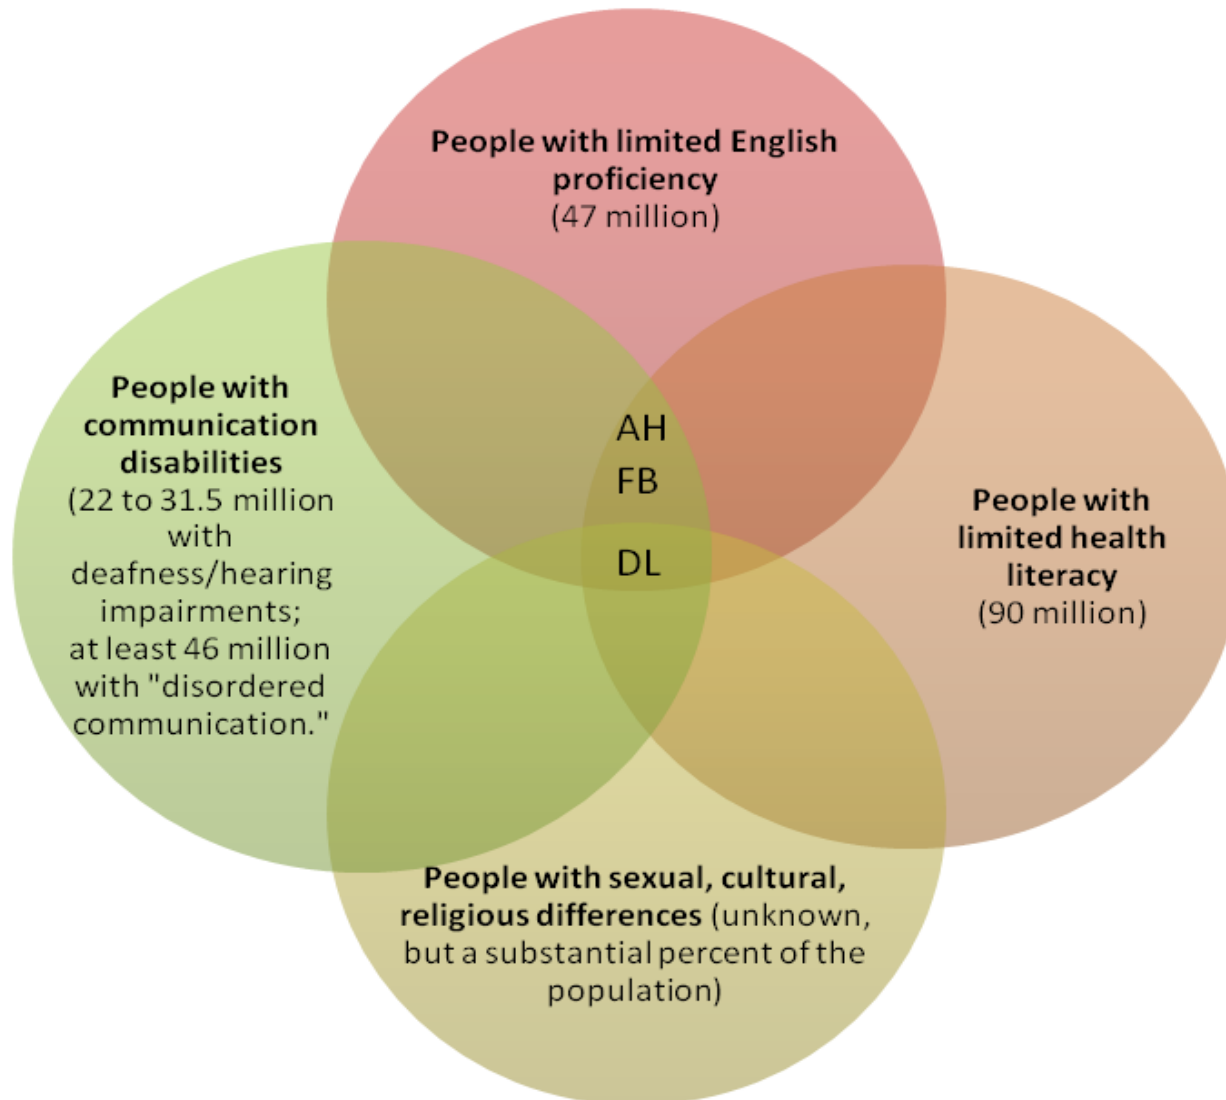 People with limited English
proficiency
(47 million)
People with
communication
disabilities
(22 to 31.5 million
with
deafness/hearing
impairments;
at least 46 million
with "disordered
communication."
AH
FB
DL
People with
limited health
literacy
(90 million)
People with sexual, cultural,
religious differences (unknown,
but a substantial percent of the
population)